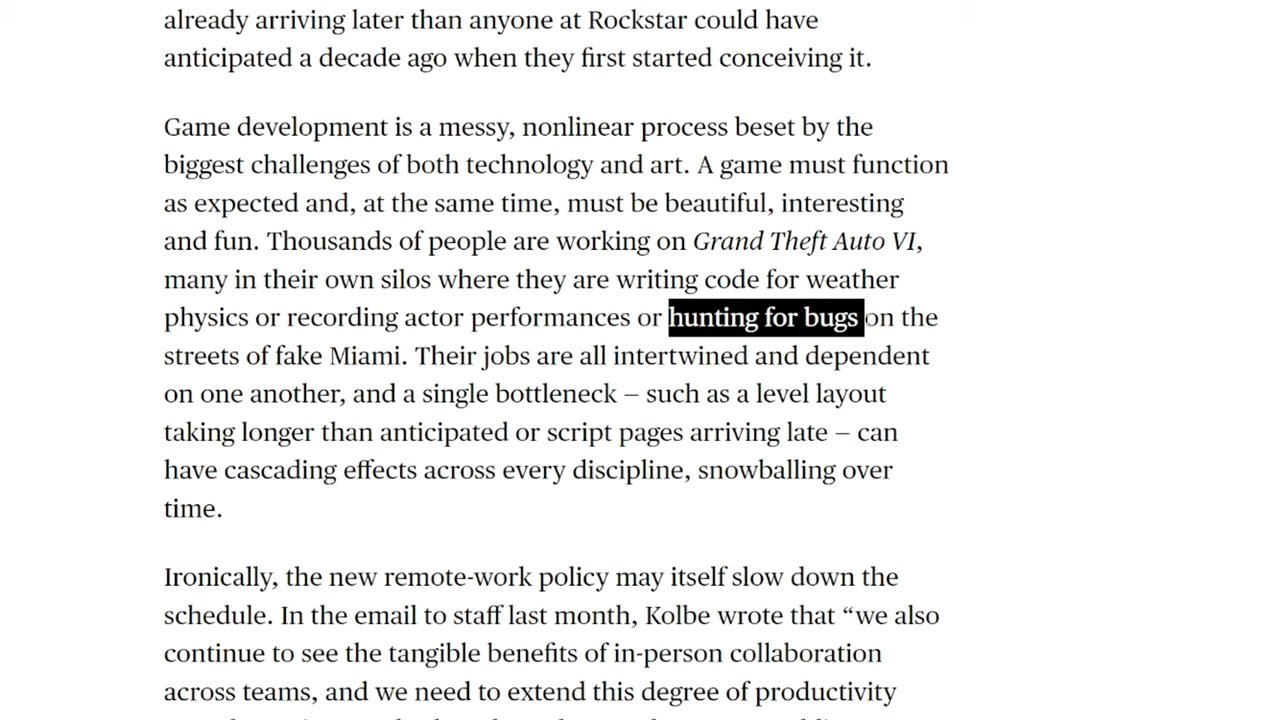 already arriving later than anyone at Rockstar could have
anticipated a decade ago when they first started conceiving it.
Game development is a messy, nonlinear process beset by the
biggest challenges of both technology and art. A game must function
as expected and, at the same time, must be beautiful, interesting
and fun. Thousands of people are working on Grand Theft Auto VI,
many in their own silos where they are writing code for weather
physics or recording actor performances or hunting for bugs on the
streets of fake Miami. Their jobs are all intertwined and dependent
on one another, and a single bottleneck – such as a level layout
taking longer than anticipated or script pages arriving late – can
have cascading effects across every discipline, snowballing over
time.
Ironically, the new remote-work policy may itself slow down the
schedule. In the email to staff last month, Kolbe wrote that “we also
continue to see the tangible benefits of in-person collaboration
across teams, and we need to extend this degree of productivity